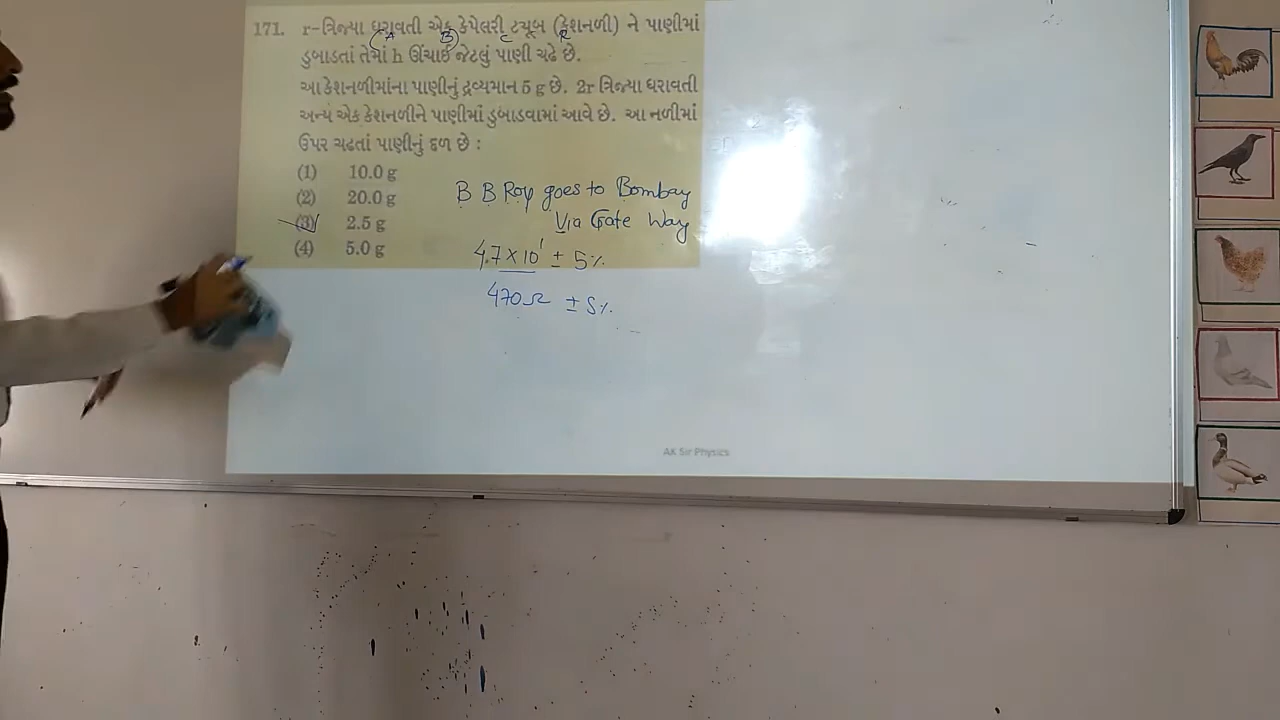 171. r-ત્રિજ્યા ધરાવતી એક કેપેલરી ટ્યૂબ (કેશનળી) ને પાણીમાં
ડુબાડતાં તેમાં h ઊંચાઈ જેટલું પાણી ચઢે છે.
આ કેશનળીમાંના પાણીનું દ્રવ્યમાન 5 g છે. 2r ત્રિજ્યા ધરાવતી
અન્ય એક કેશનળીને પાણીમાં ડુબાડવામાં આવે છે. આ નળીમાં
ઉપર ચઢતાં પાણીનું દળ છે :
(1) 10.0 g
(2) 20.0 g
(3) 2.5 g
(4) 5.0 g
B B Roy goes to Bombay
Via Gate Way
4.7 × 10¹ ± 5%
470Ω ± 5%
AK Sir Physics